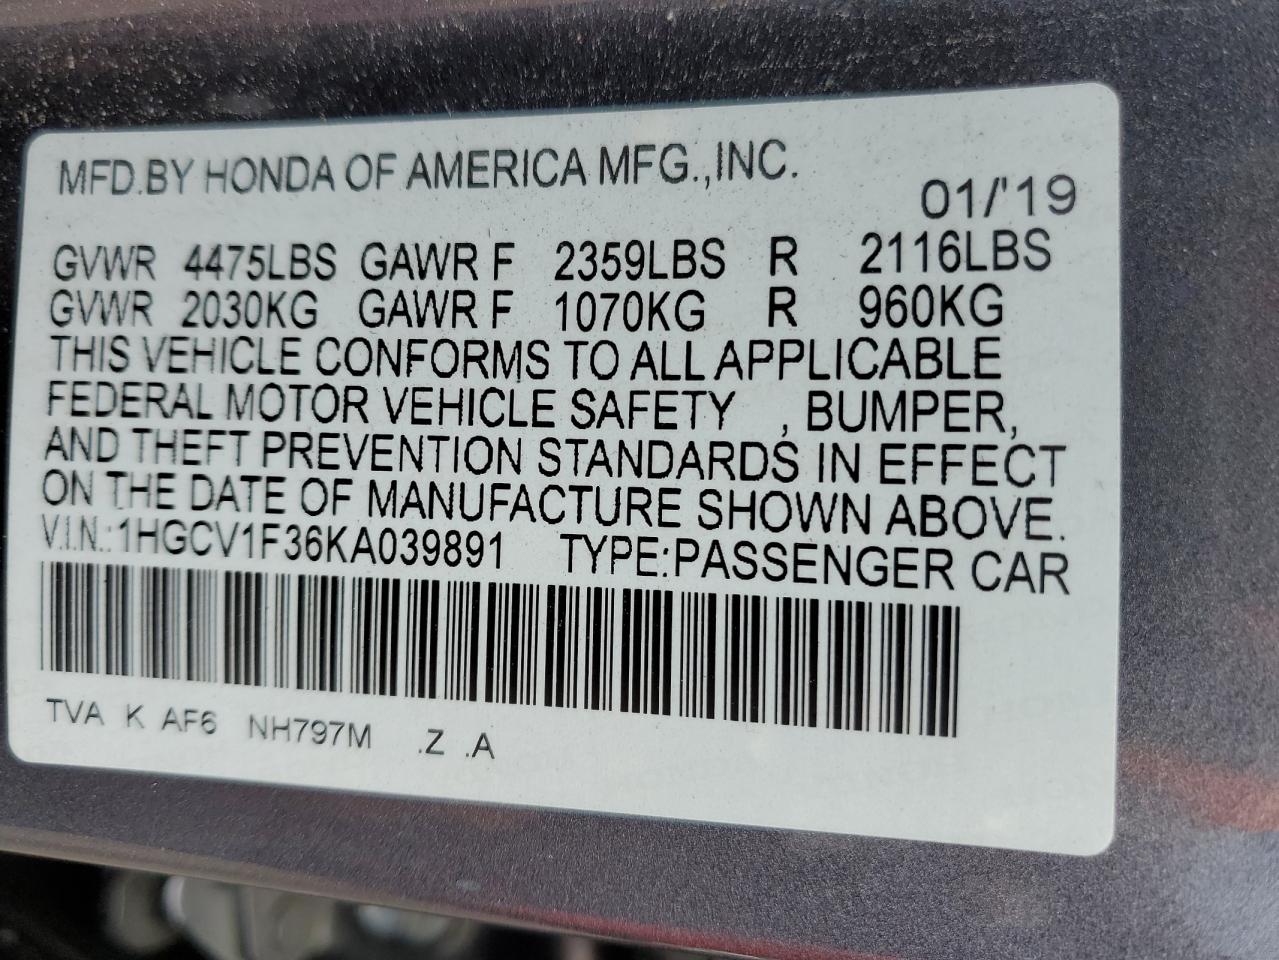 MFD.BY HONDA OF AMERICA MFG.,INC.
01/'19
GVWR 4475LBS GAWR F 2359LBS R 2116LBS
GVWR 2030KG GAWR F 1070KG R 960KG
THIS VEHICLE CONFORMS TO ALL APPLICABLE
FEDERAL MOTOR VEHICLE SAFETY , BUMPER,
AND THEFT PREVENTION STANDARDS IN EFFECT
ON THE DATE OF MANUFACTURE SHOWN ABOVE.
V.I.N.:1HGCV1F36KA039891 TYPE:PASSENGER CAR
TVA K AF6 NH797M .Z .A